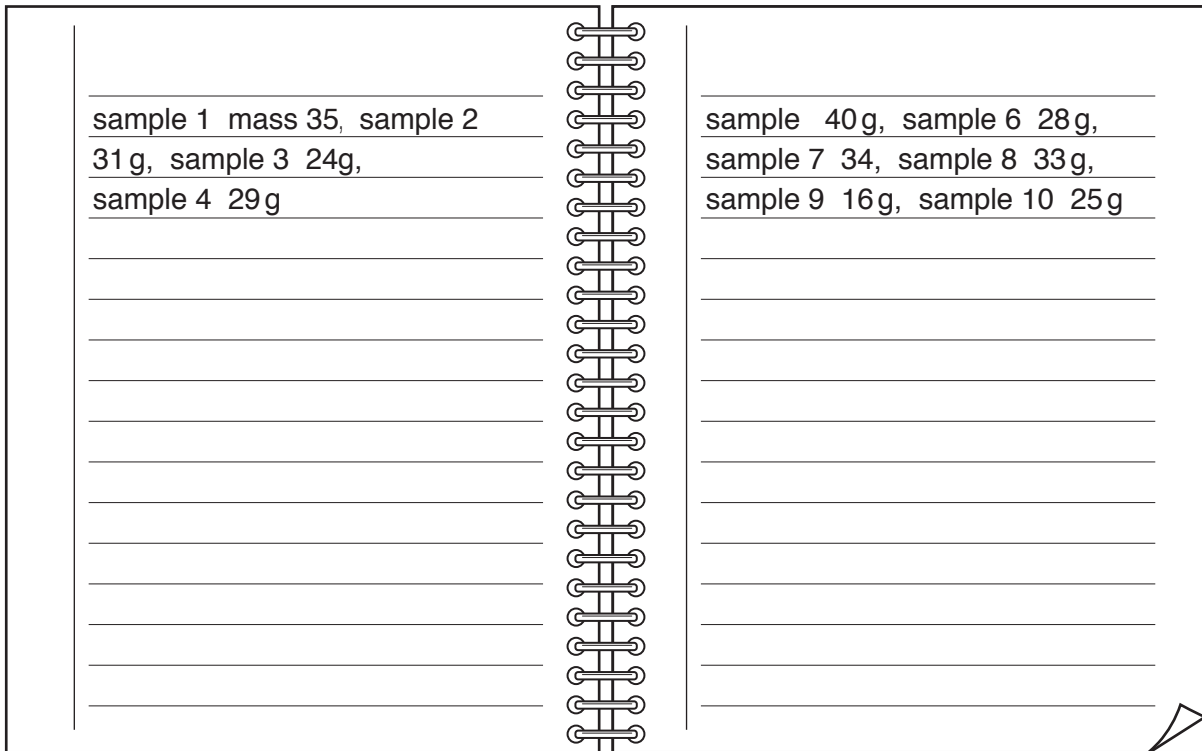 sample 1 mass 35, sample 2
31 g, sample 3 24g,
sample 4 29 g
sample 40 g, sample 6 28 g,
sample 7 34, sample 8 33 g,
sample 9 16 g, sample 10 25 g